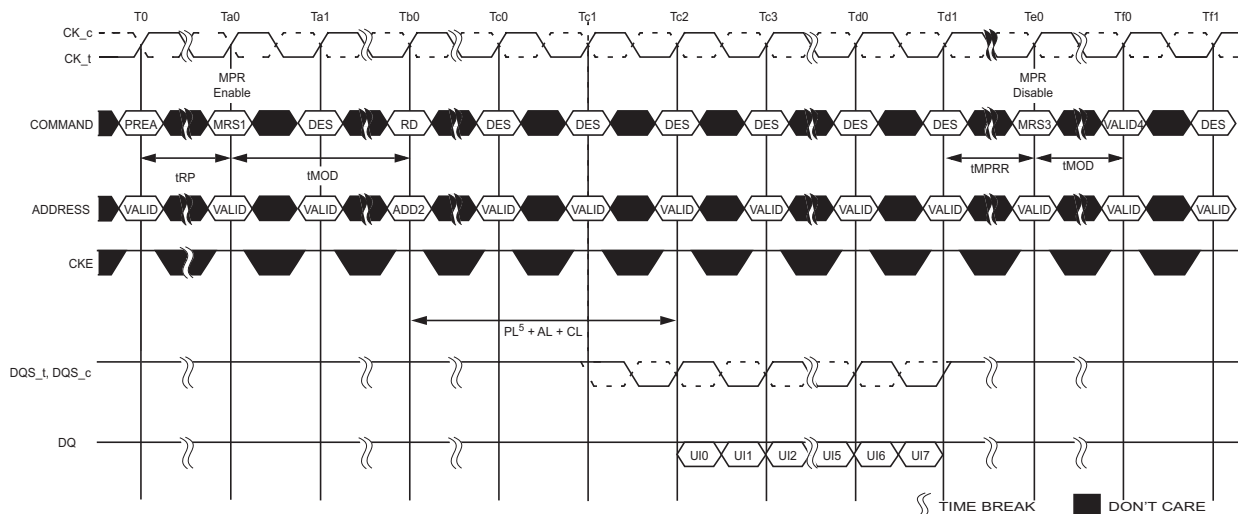 T0 Ta0 Ta1 Tb0 Tc0 Tc1 Tc2 Tc3 Td0 Td1 Te0 Tf0 Tf1
CK_c
CK_t
MPR
Enable
MPR
Disable
COMMAND PREA MRS1 DES RD DES DES DES DES DES DES MRS3 VALID4 DES
tRP tMOD tMPRR tMOD
ADDRESS VALID VALID VALID ADD2 VALID VALID VALID VALID VALID VALID VALID VALID VALID
CKE
PL5 + AL + CL
DQS_t, DQS_c
DQ UI0 UI1 UI2 UI5 UI6 UI7
TIME BREAK DON'T CARE